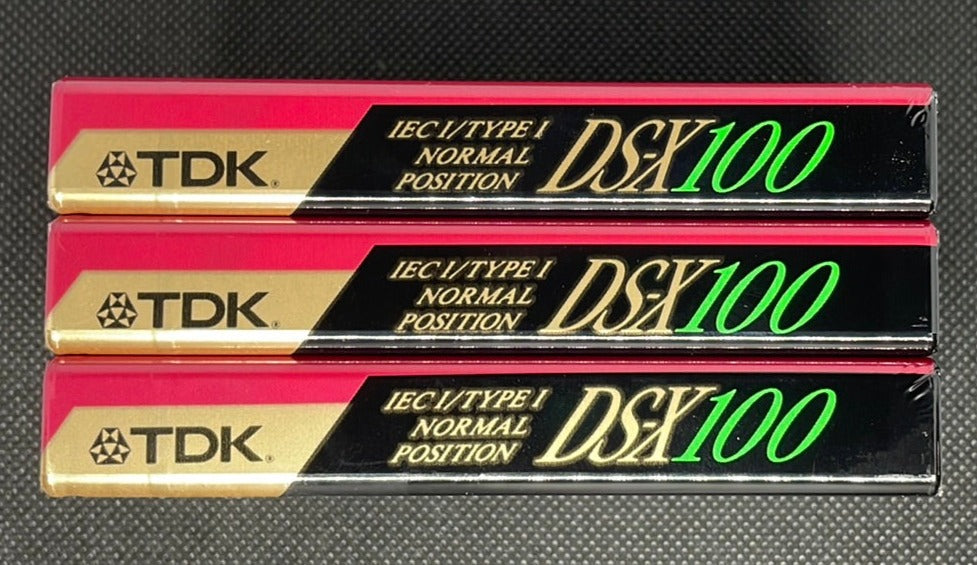 TDK.
IEC I/TYPE I
NORMAL
POSITION
DS-X100
TDK.
IEC I/TYPE I
NORMAL
POSITION
DS-X100
TDK.
IEC I/TYPE I
NORMAL
POSITION
DS-X100